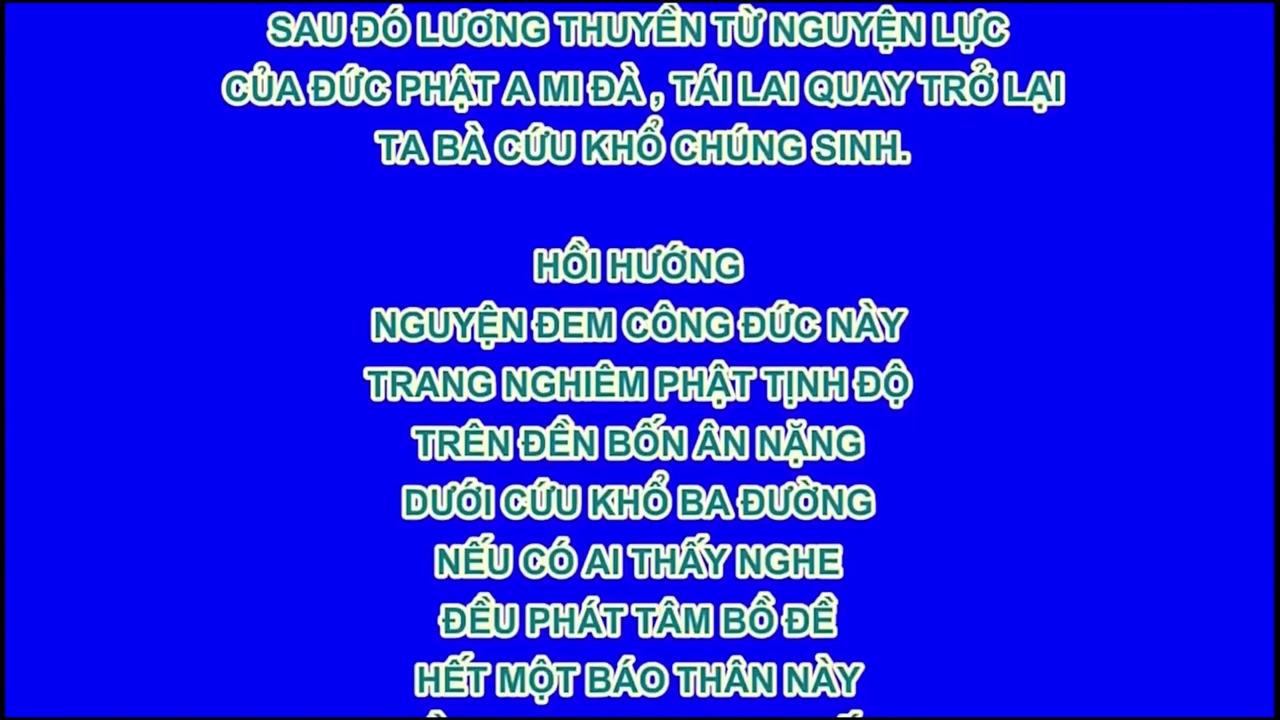 SAU ĐÓ LƯƠNG THUYỀN TỪ NGUYỆN LỰC
CỦA ĐỨC PHẬT A MI ĐÀ , TÁI LAI QUAY TRỞ LẠI
TA BÀ CỨU KHỔ CHÚNG SINH.
HỒI HƯỚNG
NGUYỆN ĐEM CÔNG ĐỨC NÀY
TRANG NGHIÊM PHẬT TỊNH ĐỘ
TRÊN ĐỀN BỐN ÂN NẶNG
DƯỚI CỨU KHỔ BA ĐƯỜNG
NẾU CÓ AI THẤY NGHE
ĐỀU PHÁT TÂM BỒ ĐỀ
HẾT MỘT BÁO THÂN NÀY